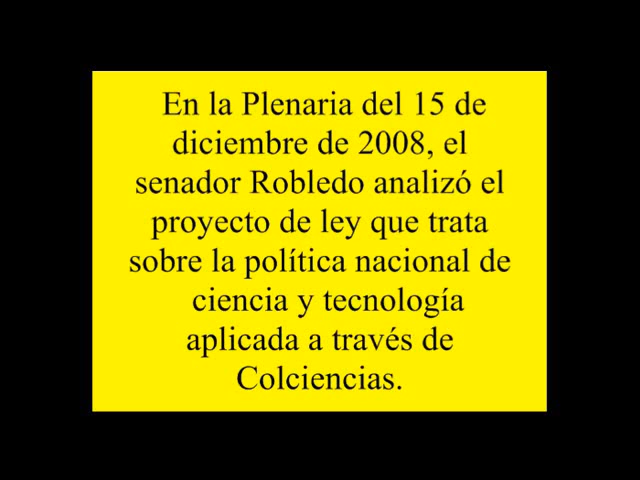 En la Plenaria del 15 de
diciembre de 2008, el
senador Robledo analizó el
proyecto de ley que trata
sobre la política nacional de
ciencia y tecnología
aplicada a través de
Colciencias.